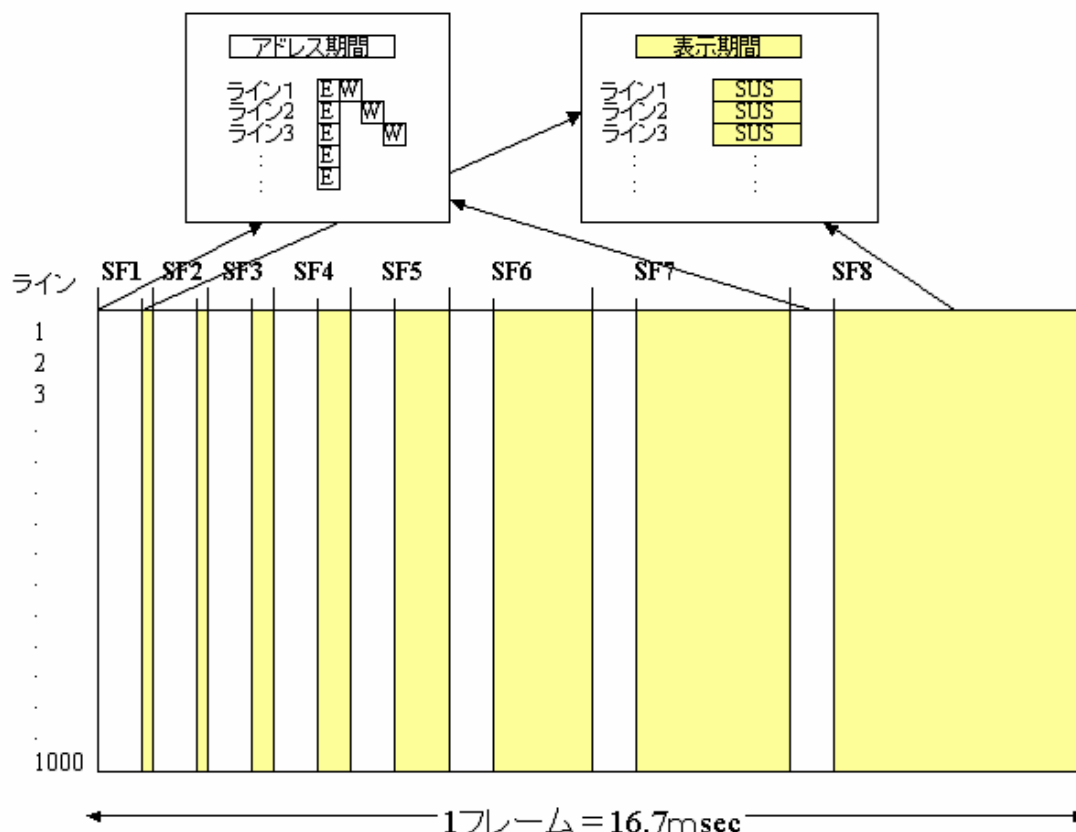 アドレス期間
ライン1 E W
ライン2 E W
ライン3 E W
: E
: E
表示期間
ライン1 SUS
ライン2 SUS
ライン3 SUS
: :
: :
ライン SF1 SF2 SF3 SF4 SF5 SF6 SF7 SF8
1
2
3
.
.
.
.
.
.
.
.
.
.
.
1000
1フレーム＝16.7msec